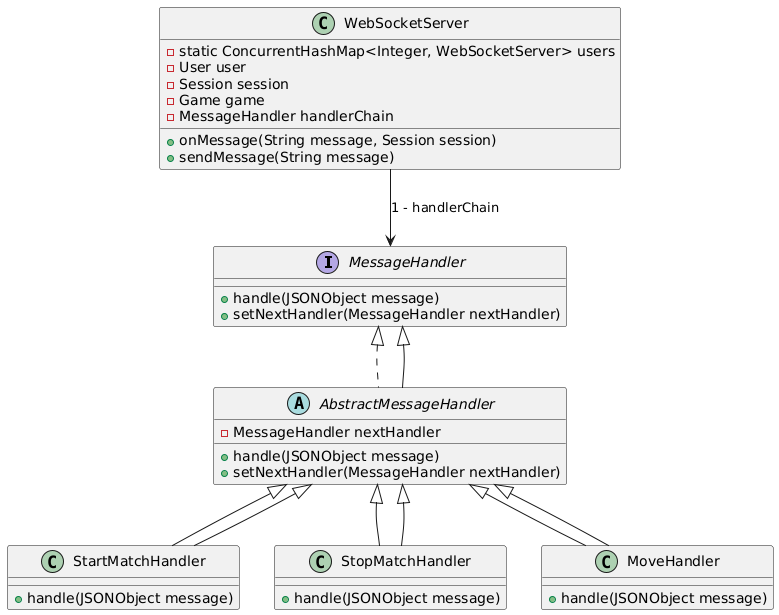 C WebSocketServer
static ConcurrentHashMap<Integer, WebSocketServer> users
User user
Session session
Game game
MessageHandler handlerChain
onMessage(String message, Session session)
sendMessage(String message)
1 - handlerChain
I MessageHandler
handle(JSONObject message)
setNextHandler(MessageHandler nextHandler)
A AbstractMessageHandler
MessageHandler nextHandler
handle(JSONObject message)
setNextHandler(MessageHandler nextHandler)
C StartMatchHandler
handle(JSONObject message)
C StopMatchHandler
handle(JSONObject message)
C MoveHandler
handle(JSONObject message)